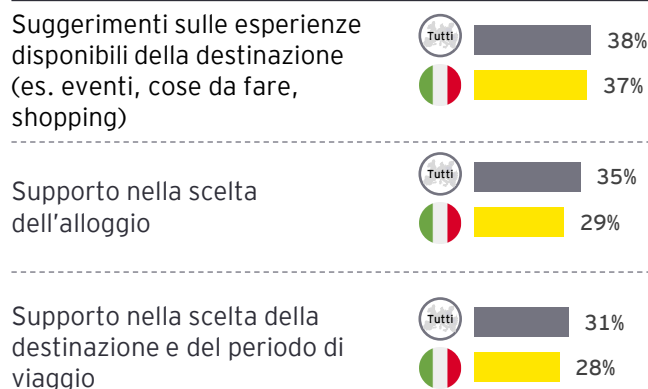 Suggerimenti sulle esperienze
disponibili della destinazione
(es. eventi, cose da fare,
shopping)
Tutti
38%
37%
Supporto nella scelta
dell'alloggio
Tutti
35%
29%
Supporto nella scelta della
destinazione e del periodo di
viaggio
Tutti
31%
28%